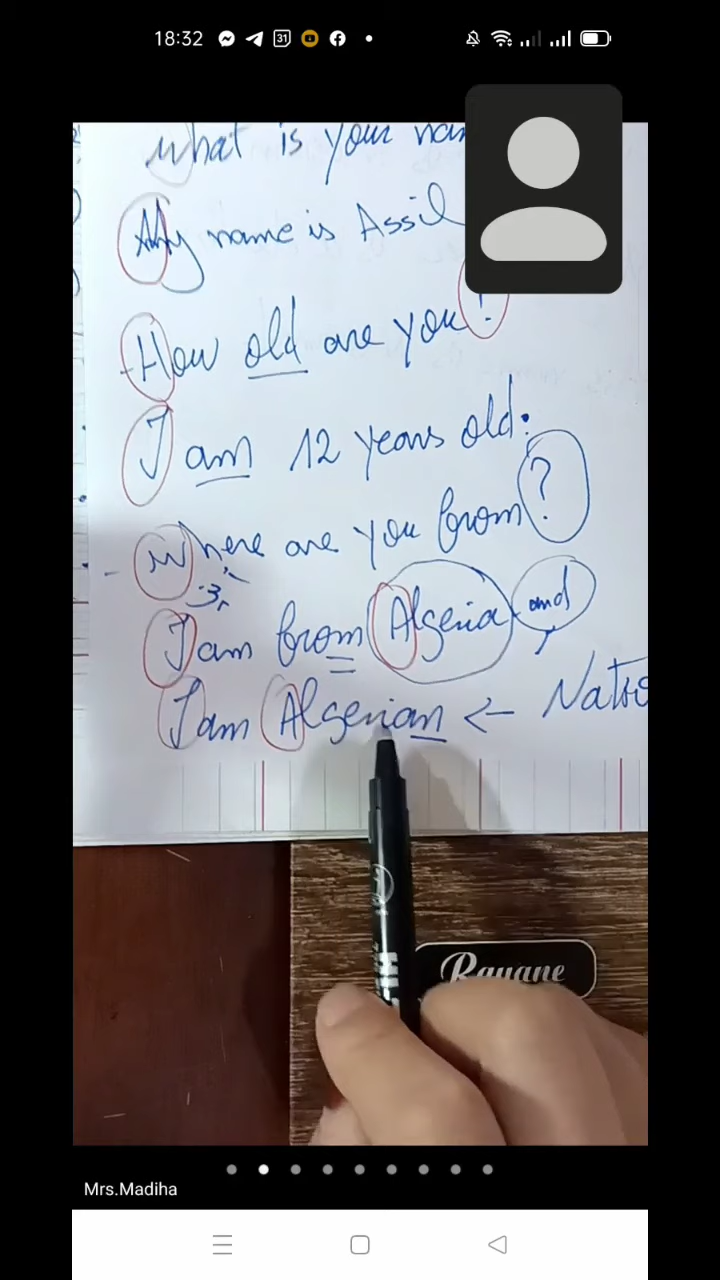 18:32
31
what is your
My name is Assil
- How old are you ?
I am 12 years old.
- Where are you from ?
I am from Algeria and
I am Algerian ←
Rayane
Mrs.Madiha